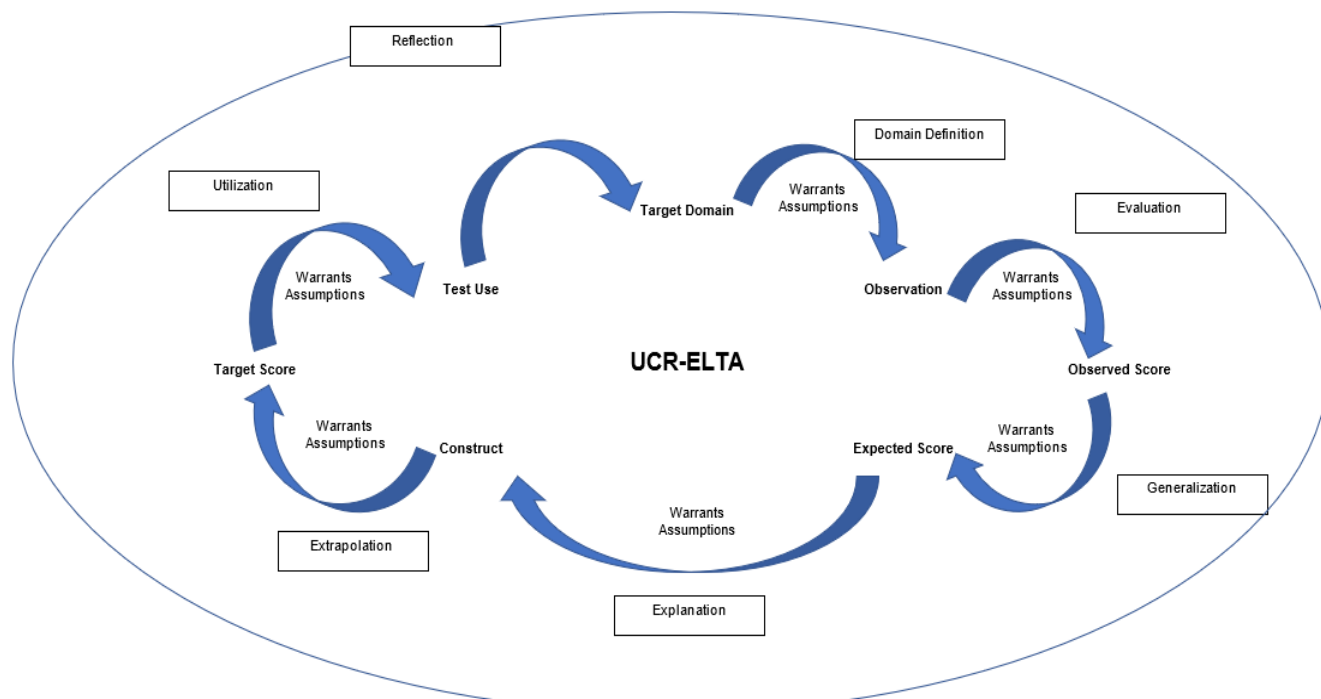 Reflection
Domain Definition
Utilization
Warrants
Assumptions
Target Domain
Evaluation
Warrants
Assumptions
Test Use
Observation
Warrants
Assumptions
UCR-ELTA
Target Score
Observed Score
Warrants
Assumptions
Construct
Expected Score
Warrants
Assumptions
Generalization
Warrants
Assumptions
Extrapolation
Explanation